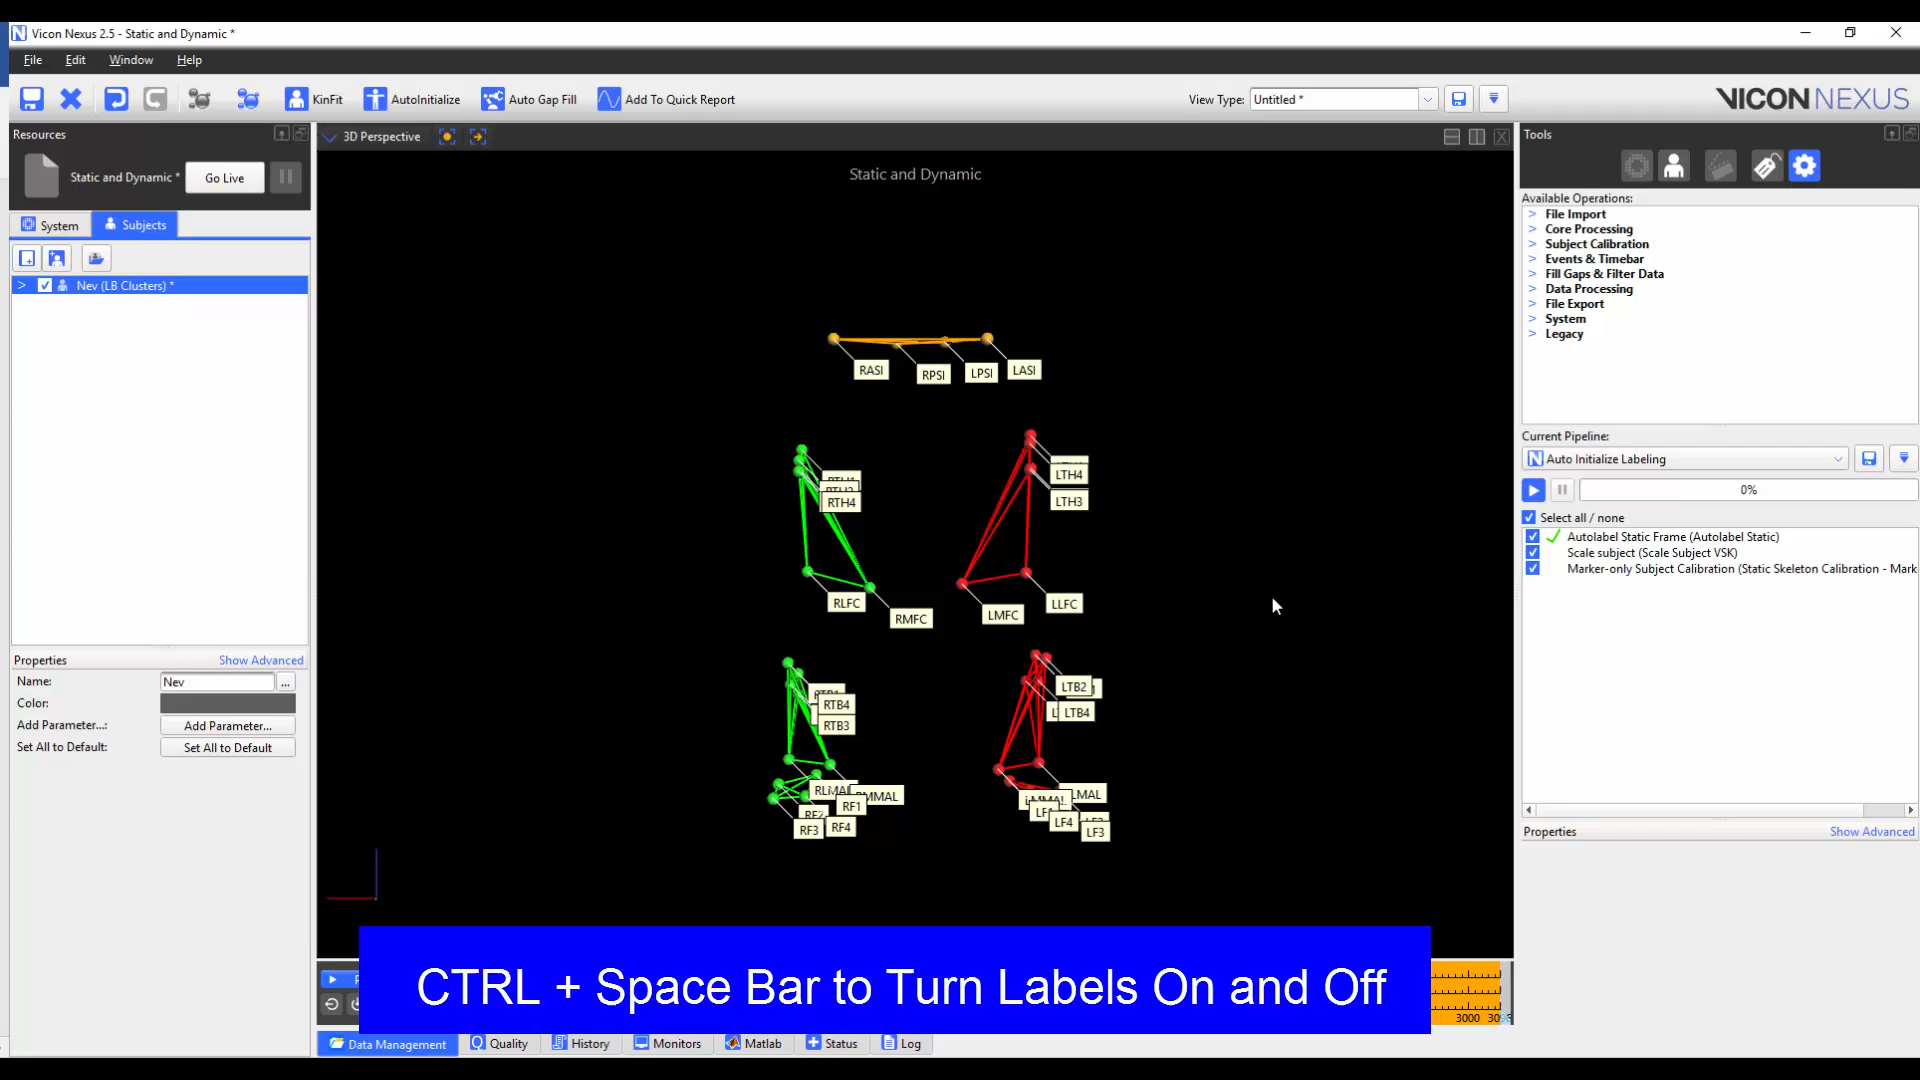 Vicon Nexus 2.5 - Static and Dynamic *
File Edit Window Help
KinFit AutoInitialize Auto Gap Fill Add To Quick Report View Type: Untitled * VICON NEXUS
Resources
Static and Dynamic * Go Live
System Subjects
Nev (LB Clusters) *
Properties Show Advanced
Name: Nev ...
Color:
Add Parameter...: Add Parameter...
Set All to Default: Set All to Default
3D Perspective
Static and Dynamic
RASI RPSI LPSI LASI
LTH4
RTH4 LTH3
RLFC RMFC LMFC LLFC
LTB2
RTB4 LTB4
RTB3
RF1
RF3 RF4 LF4 LF3
CTRL + Space Bar to Turn Labels On and Off
3000
Data Management Quality History Monitors Matlab Status Log
Tools
Available Operations:
> File Import
> Core Processing
> Subject Calibration
> Events & Timebar
> Fill Gaps & Filter Data
> Data Processing
> File Export
> System
> Legacy
Current Pipeline:
Auto Initialize Labeling
0%
Select all / none
Autolabel Static Frame (Autolabel Static)
Scale subject (Scale Subject VSK)
Marker-only Subject Calibration (Static Skeleton Calibration - Mark
Properties Show Advanced